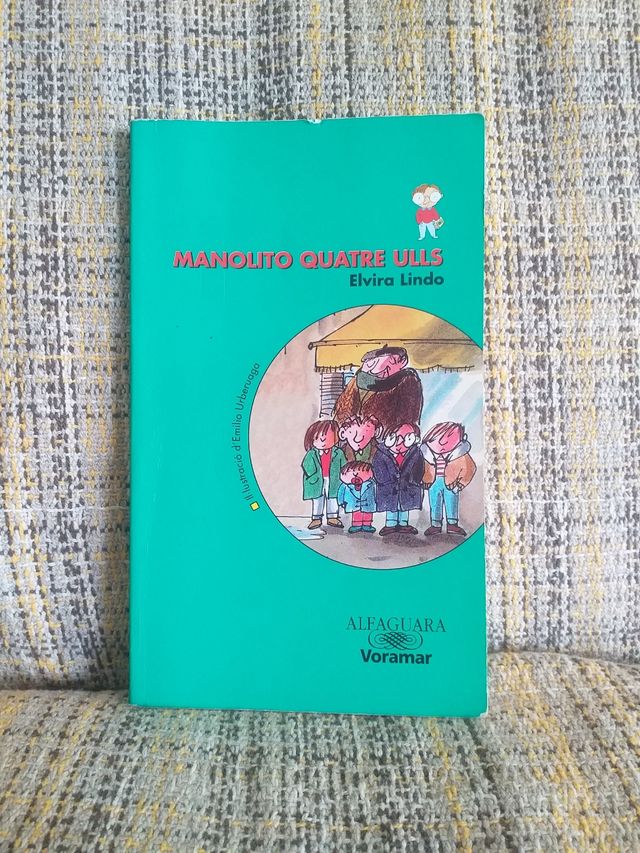 MANOLITO QUATRE ULLS
Elvira Lindo
Il·lustració d'Emilio Urberuaga
ALFAGUARA
Voramar